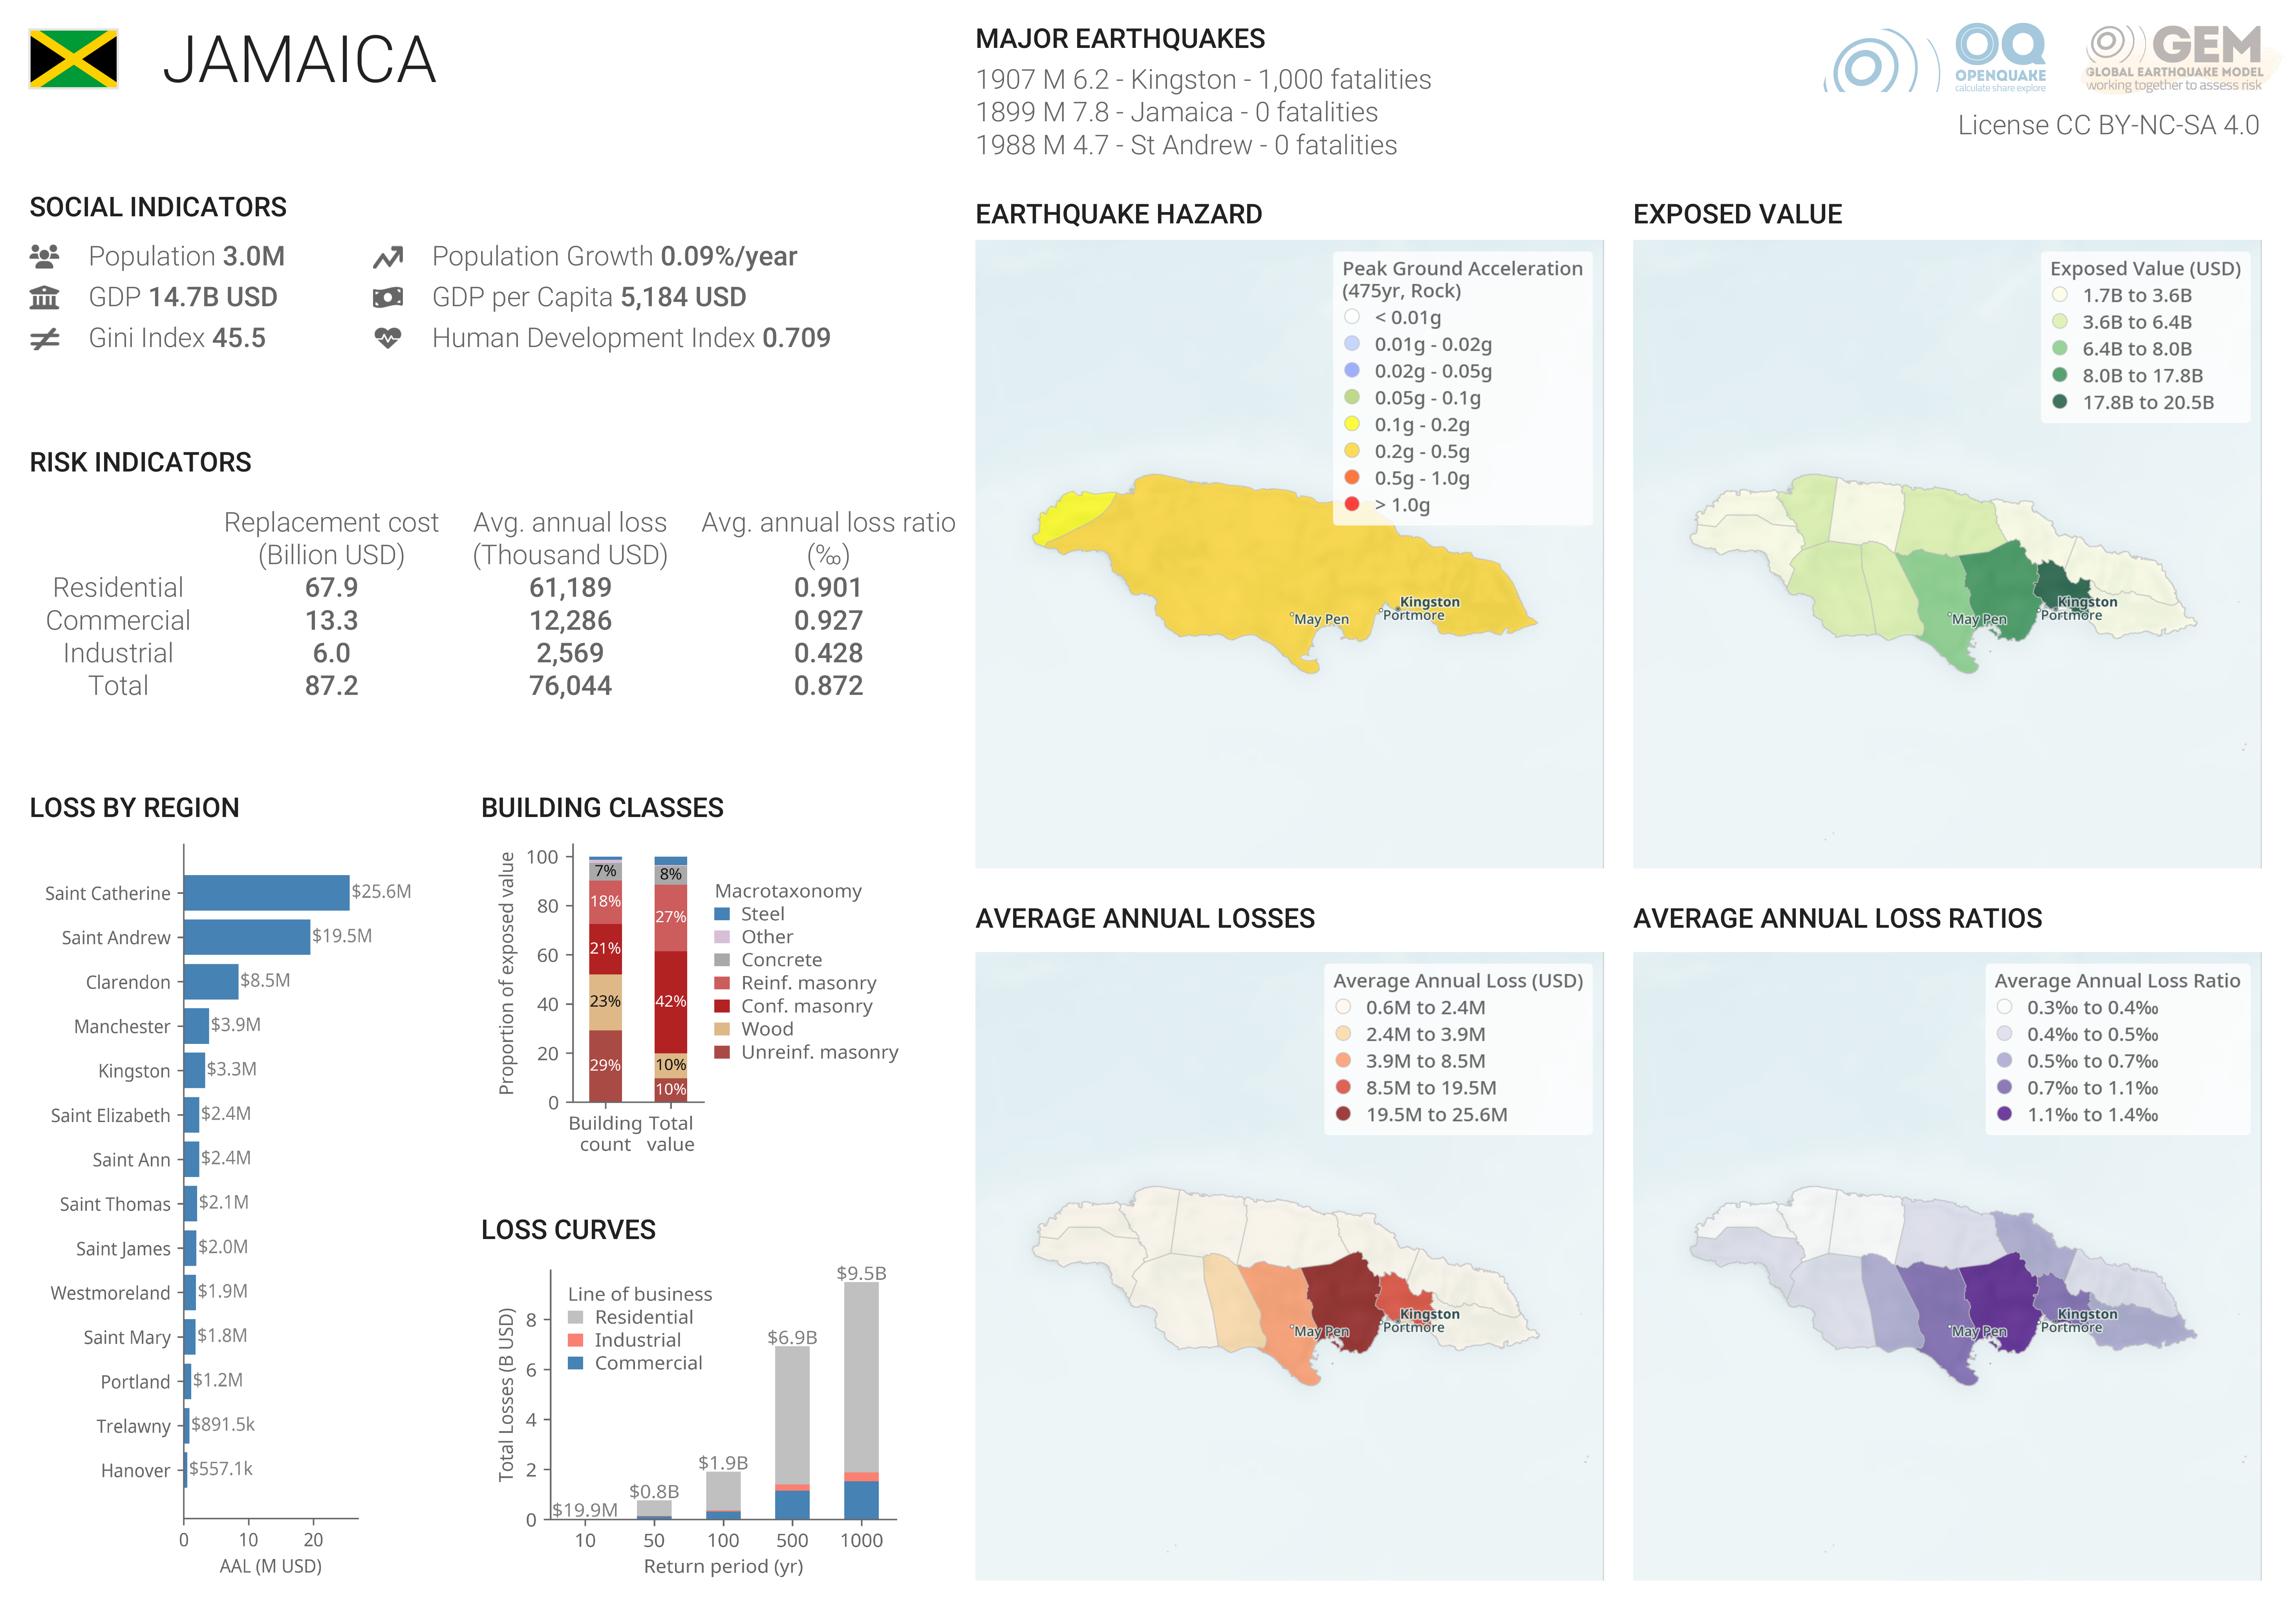 JAMAICA
MAJOR EARTHQUAKES
1907 M 6.2 - Kingston - 1,000 fatalities
1899 M 7.8 - Jamaica - 0 fatalities
1988 M 4.7 - St Andrew - 0 fatalities
OQ
OPENQUAKE
calculate share explore
GEM
GLOBAL EARTHQUAKE MODEL
working together to assess risk
License CC BY-NC-SA 4.0
SOCIAL INDICATORS
Population 3.0M
Population Growth 0.09%/year
GDP 14.7B USD
GDP per Capita 5,184 USD
Gini Index 45.5
Human Development Index 0.709
RISK INDICATORS
Replacement cost Avg. annual loss Avg. annual loss ratio
(Billion USD) (Thousand USD) (‰)
Residential 67.9 61,189 0.901
Commercial 13.3 12,286 0.927
Industrial 6.0 2,569 0.428
Total 87.2 76,044 0.872
LOSS BY REGION
Saint Catherine $25.6M
Saint Andrew $19.5M
Clarendon $8.5M
Manchester $3.9M
Kingston $3.3M
Saint Elizabeth $2.4M
Saint Ann $2.4M
Saint Thomas $2.1M
Saint James $2.0M
Westmoreland $1.9M
Saint Mary $1.8M
Portland $1.2M
Trelawny $891.5k
Hanover $557.1k
0 10 20
AAL (M USD)
BUILDING CLASSES
Proportion of exposed value
100
80
60
40
20
0
7%
18%
21%
23%
29%
8%
27%
42%
10%
10%
Building count
Total value
Macrotaxonomy
Steel
Other
Concrete
Reinf. masonry
Conf. masonry
Wood
Unreinf. masonry
LOSS CURVES
Total Losses (B USD)
8
6
4
2
0
Line of business
Residential
Industrial
Commercial
$19.9M
$0.8B
$1.9B
$6.9B
$9.5B
10 50 100 500 1000
Return period (yr)
EARTHQUAKE HAZARD
Peak Ground Acceleration
(475yr, Rock)
< 0.01g
0.01g - 0.02g
0.02g - 0.05g
0.05g - 0.1g
0.1g - 0.2g
0.2g - 0.5g
0.5g - 1.0g
> 1.0g
Kingston
Portmore
May Pen
EXPOSED VALUE
Exposed Value (USD)
1.7B to 3.6B
3.6B to 6.4B
6.4B to 8.0B
8.0B to 17.8B
17.8B to 20.5B
Kingston
Portmore
May Pen
AVERAGE ANNUAL LOSSES
Average Annual Loss (USD)
0.6M to 2.4M
2.4M to 3.9M
3.9M to 8.5M
8.5M to 19.5M
19.5M to 25.6M
Kingston
Portmore
May Pen
AVERAGE ANNUAL LOSS RATIOS
Average Annual Loss Ratio
0.3‰ to 0.4‰
0.4‰ to 0.5‰
0.5‰ to 0.7‰
0.7‰ to 1.1‰
1.1‰ to 1.4‰
Kingston
Portmore
May Pen